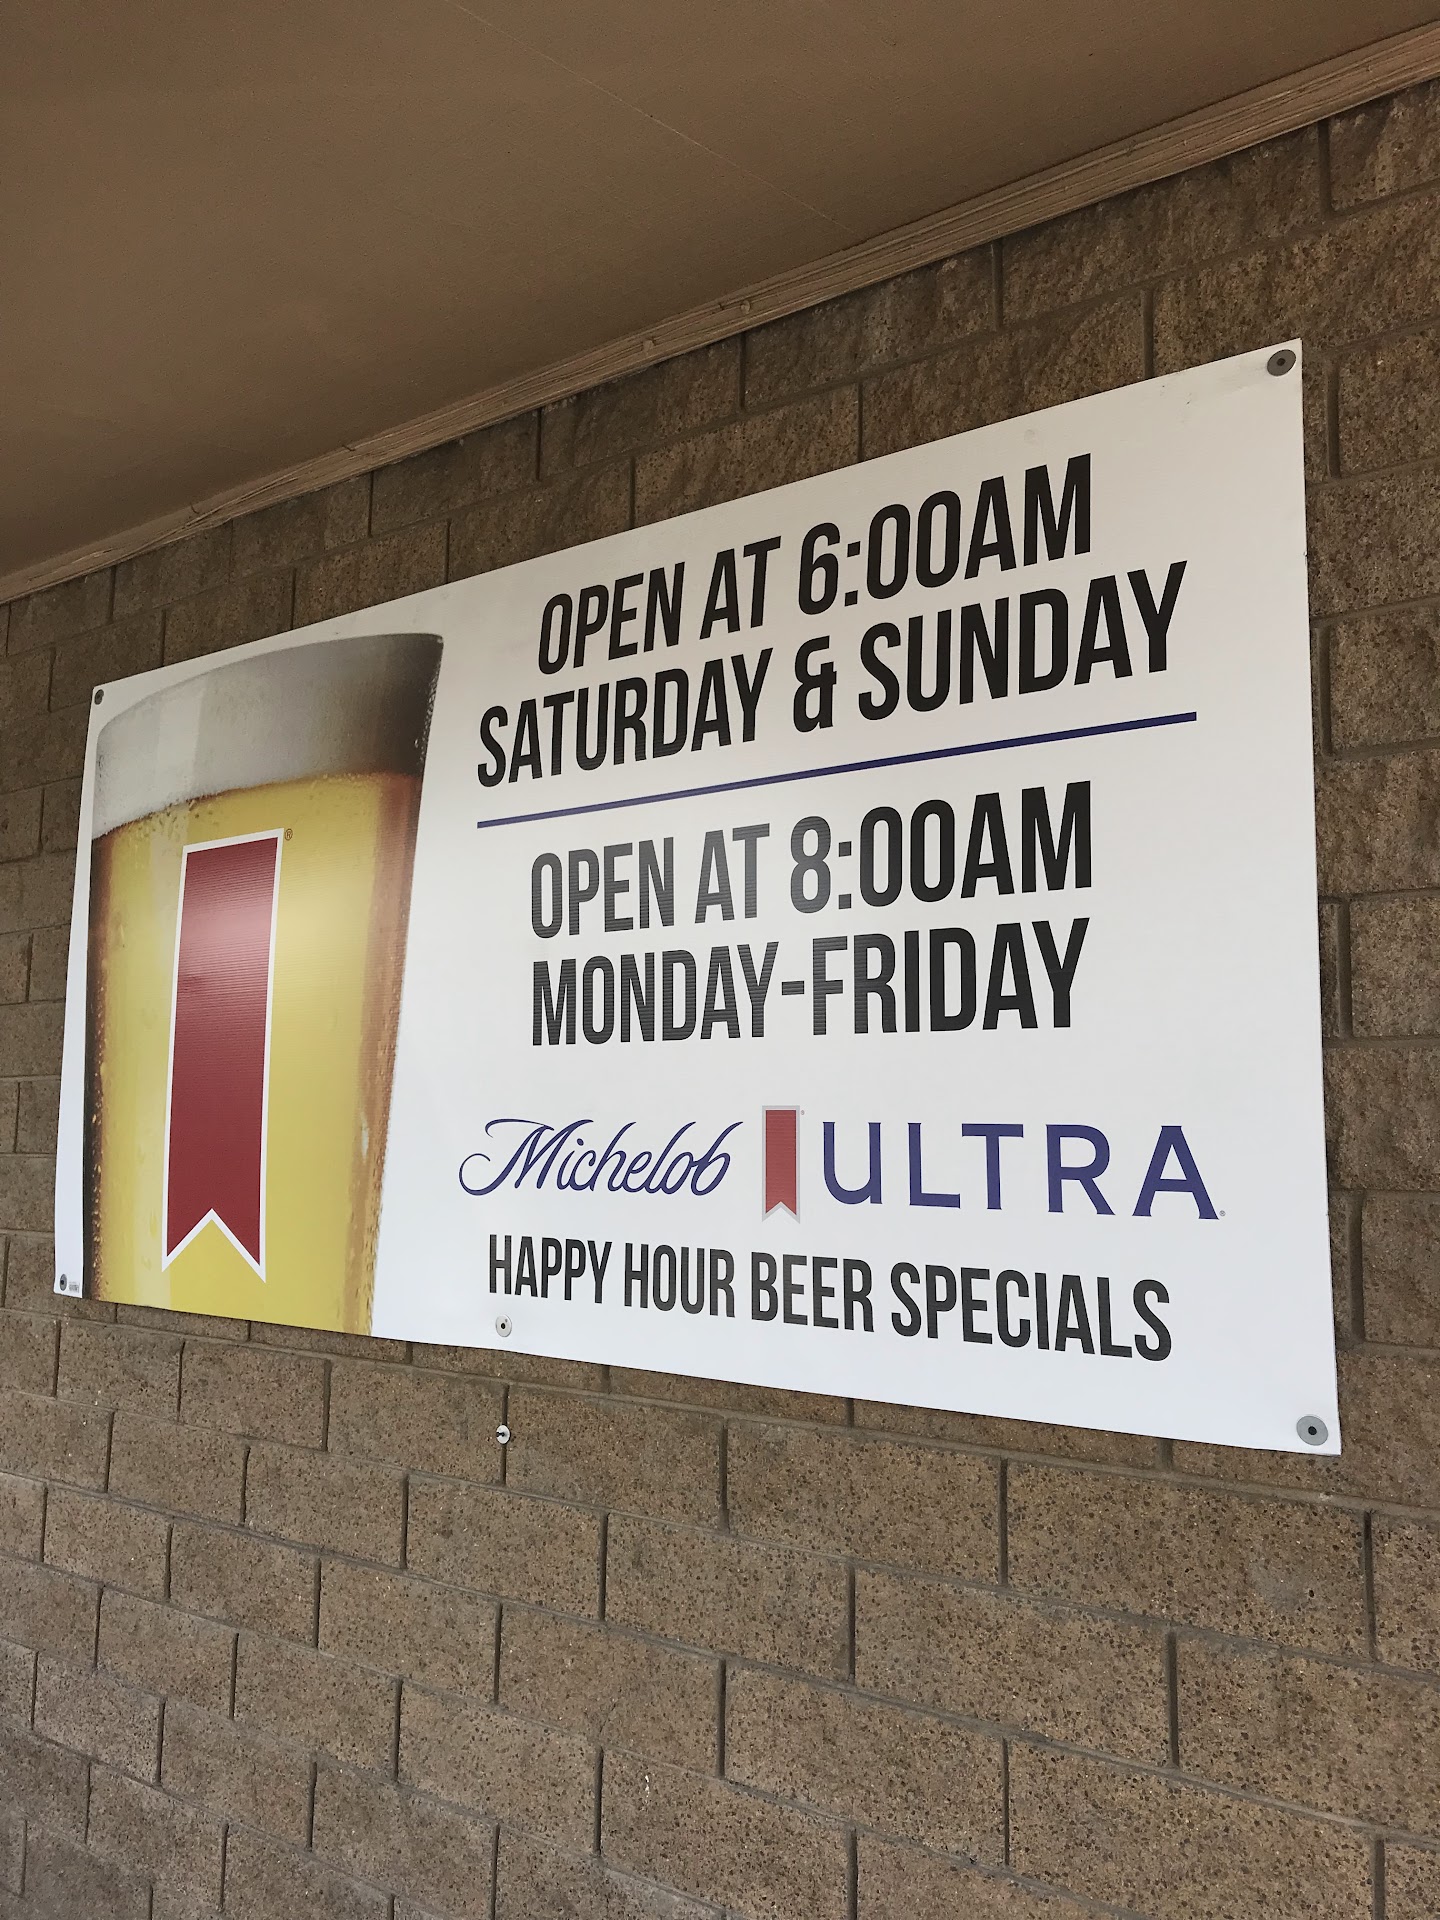 OPEN AT 6:00AM
SATURDAY & SUNDAY
OPEN AT 8:00AM
MONDAY-FRIDAY
Michelob ULTRA
HAPPY HOUR BEER SPECIALS